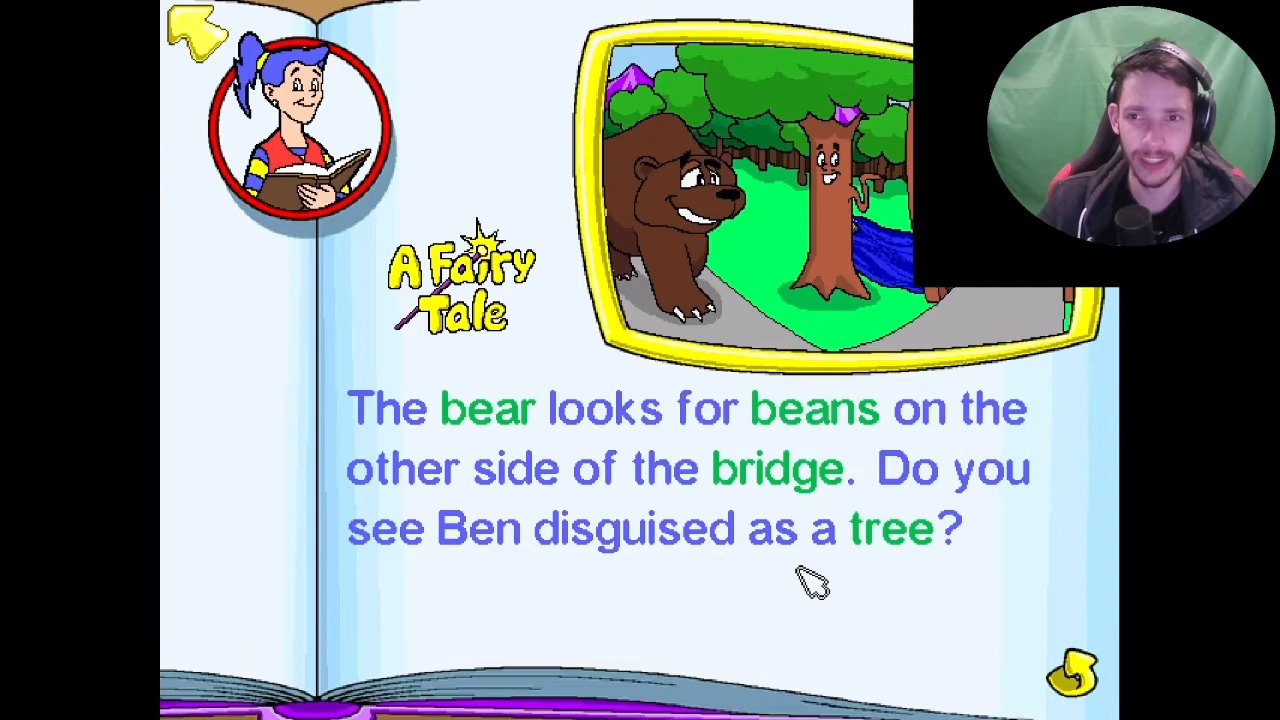 A Fairy
Tale
The bear looks for beans on the
other side of the bridge. Do you
see Ben disguised as a tree?